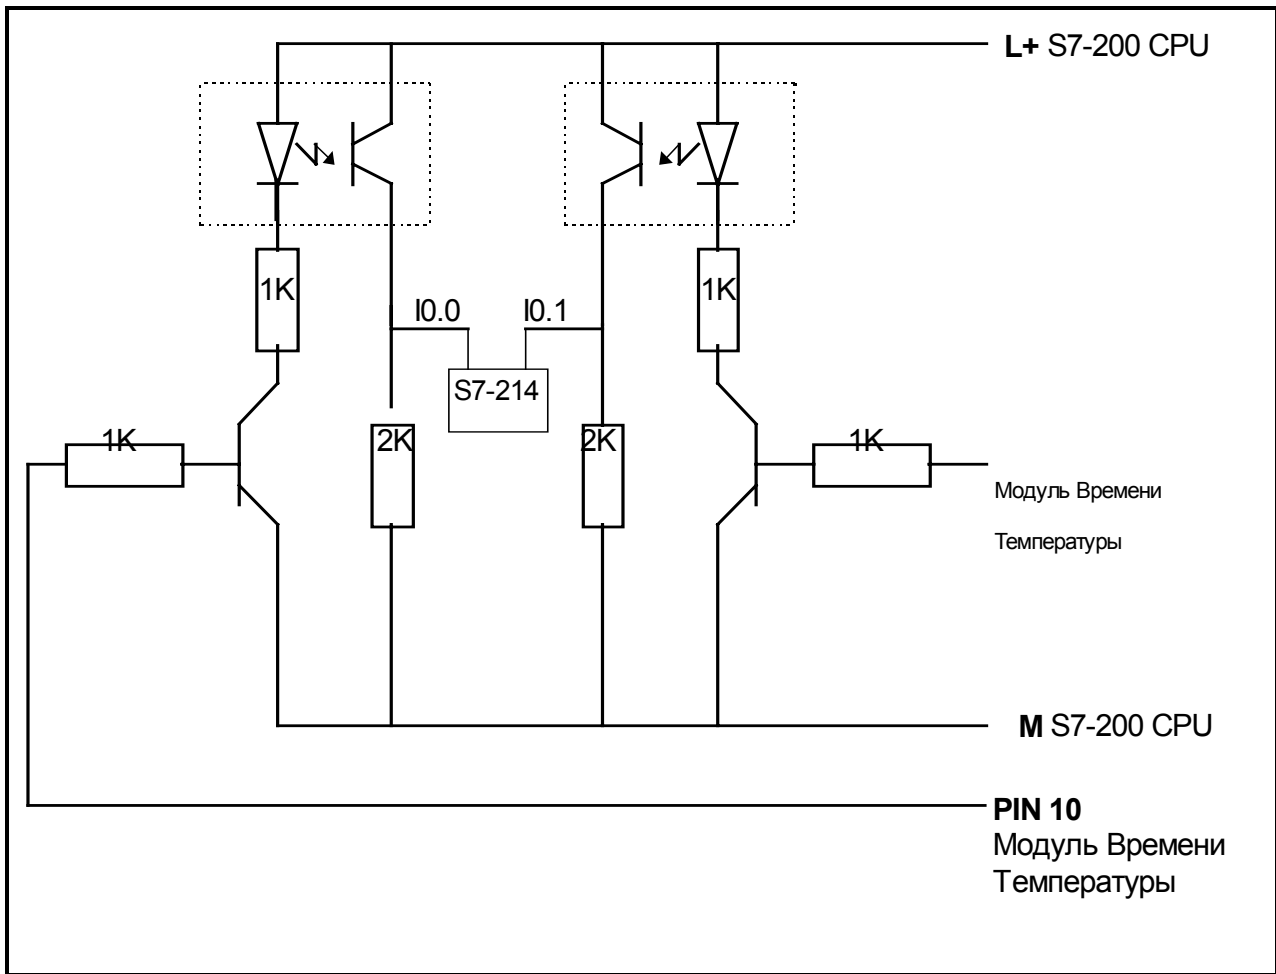 L+ S7-200 CPU
1K
1K
I0.0
I0.1
S7-214
1K
2K
2K
1K
Модуль Времени
Температуры
M S7-200 CPU
PIN 10
Модуль Времени
Температуры